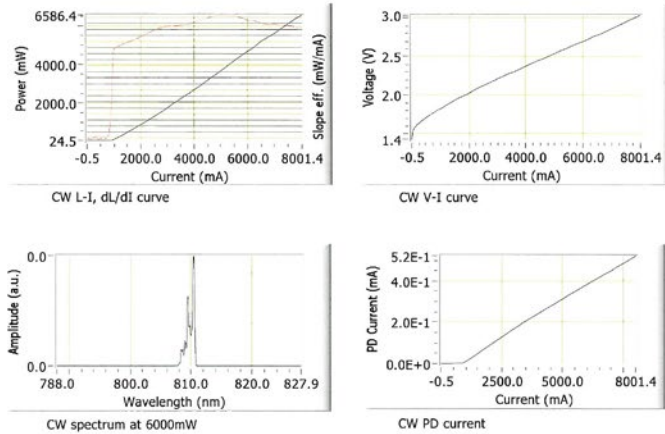 6586.4
4000.0
2000.0
24.5
Power (mW)
Slope eff. (mW/mA)
-0.5 2000.0 4000.0 6000.0 8001.4
Current (mA)
CW L-I, dL/dI curve
3.0
2.5
2.0
1.4
Voltage (V)
-0.5 2000.0 4000.0 6000.0 8001.4
Current (mA)
CW V-I curve
0.0
0.0
Amplitude (a.u.)
788.0 800.0 810.0 820.0 827.9
Wavelength (nm)
CW spectrum at 6000mW
5.2E-1
4.0E-1
2.0E-1
0.0E+0
PD Current (mA)
-0.5 2500.0 5000.0 8001.4
Current (mA)
CW PD current